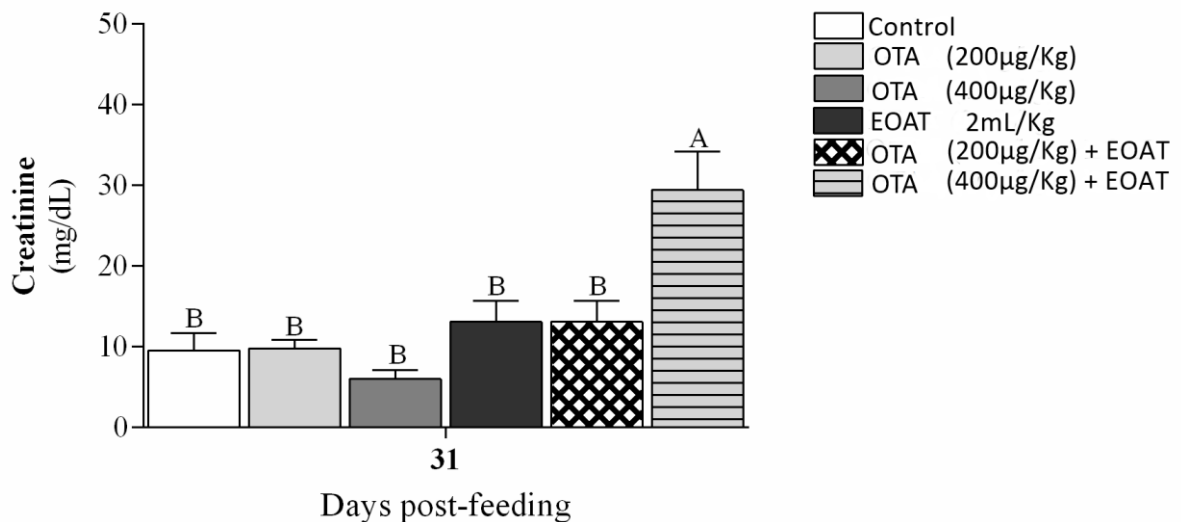 50
40
30
20
10
0
Creatinine
(mg/dL)
B
B
B
B
B
A
31
Days post-feeding
Control
OTA (200µg/Kg)
OTA (400µg/Kg)
EOAT 2mL/Kg
OTA (200µg/Kg) + EOAT
OTA (400µg/Kg) + EOAT